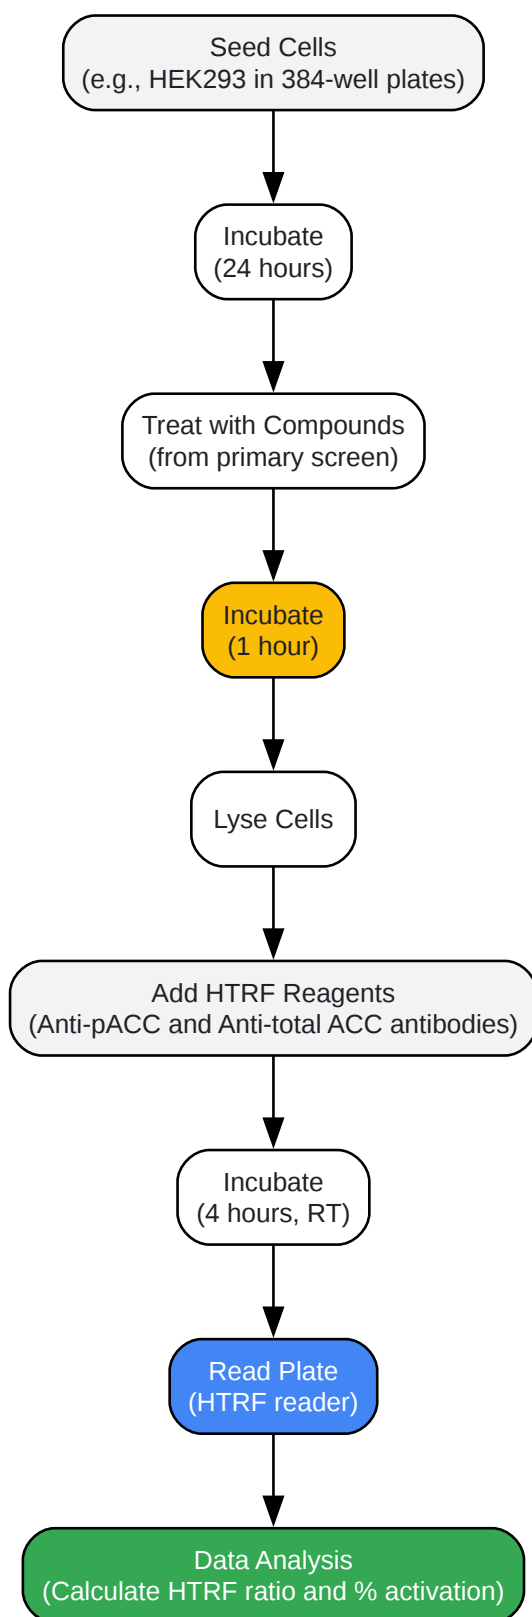 Seed Cells
(e.g., HEK293 in 384-well plates)
Incubate
(24 hours)
Treat with Compounds
(from primary screen)
Incubate
(1 hour)
Lyse Cells
Add HTRF Reagents
(Anti-pACC and Anti-total ACC antibodies)
Incubate
(4 hours, RT)
Read Plate
(HTRF reader)
Data Analysis
(Calculate HTRF ratio and % activation)